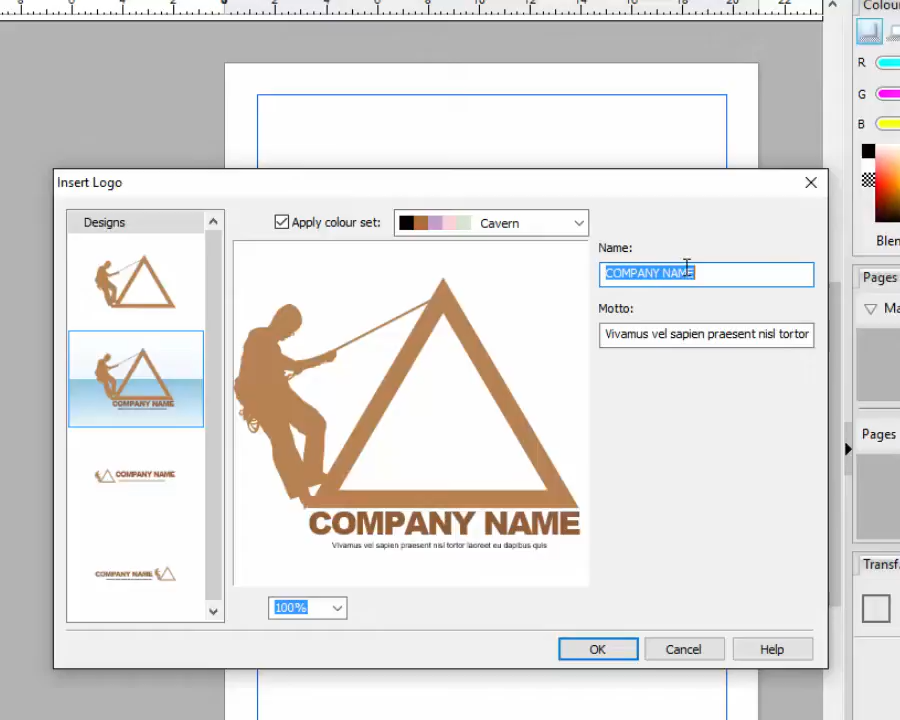 Colou
R
G
B
Blen
Pages
Ma
Pages
Transf
Insert Logo
Designs
Apply colour set:
Cavern
Name:
COMPANY NAME
Motto:
Vivamus vel sapien praesent nisl tortor
COMPANY NAME
COMPANY NAME
COMPANY NAME
COMPANY NAME
Vivamus vel sapien praesent nisl tortor laoreet eu dapibus quis
100%
OK
Cancel
Help